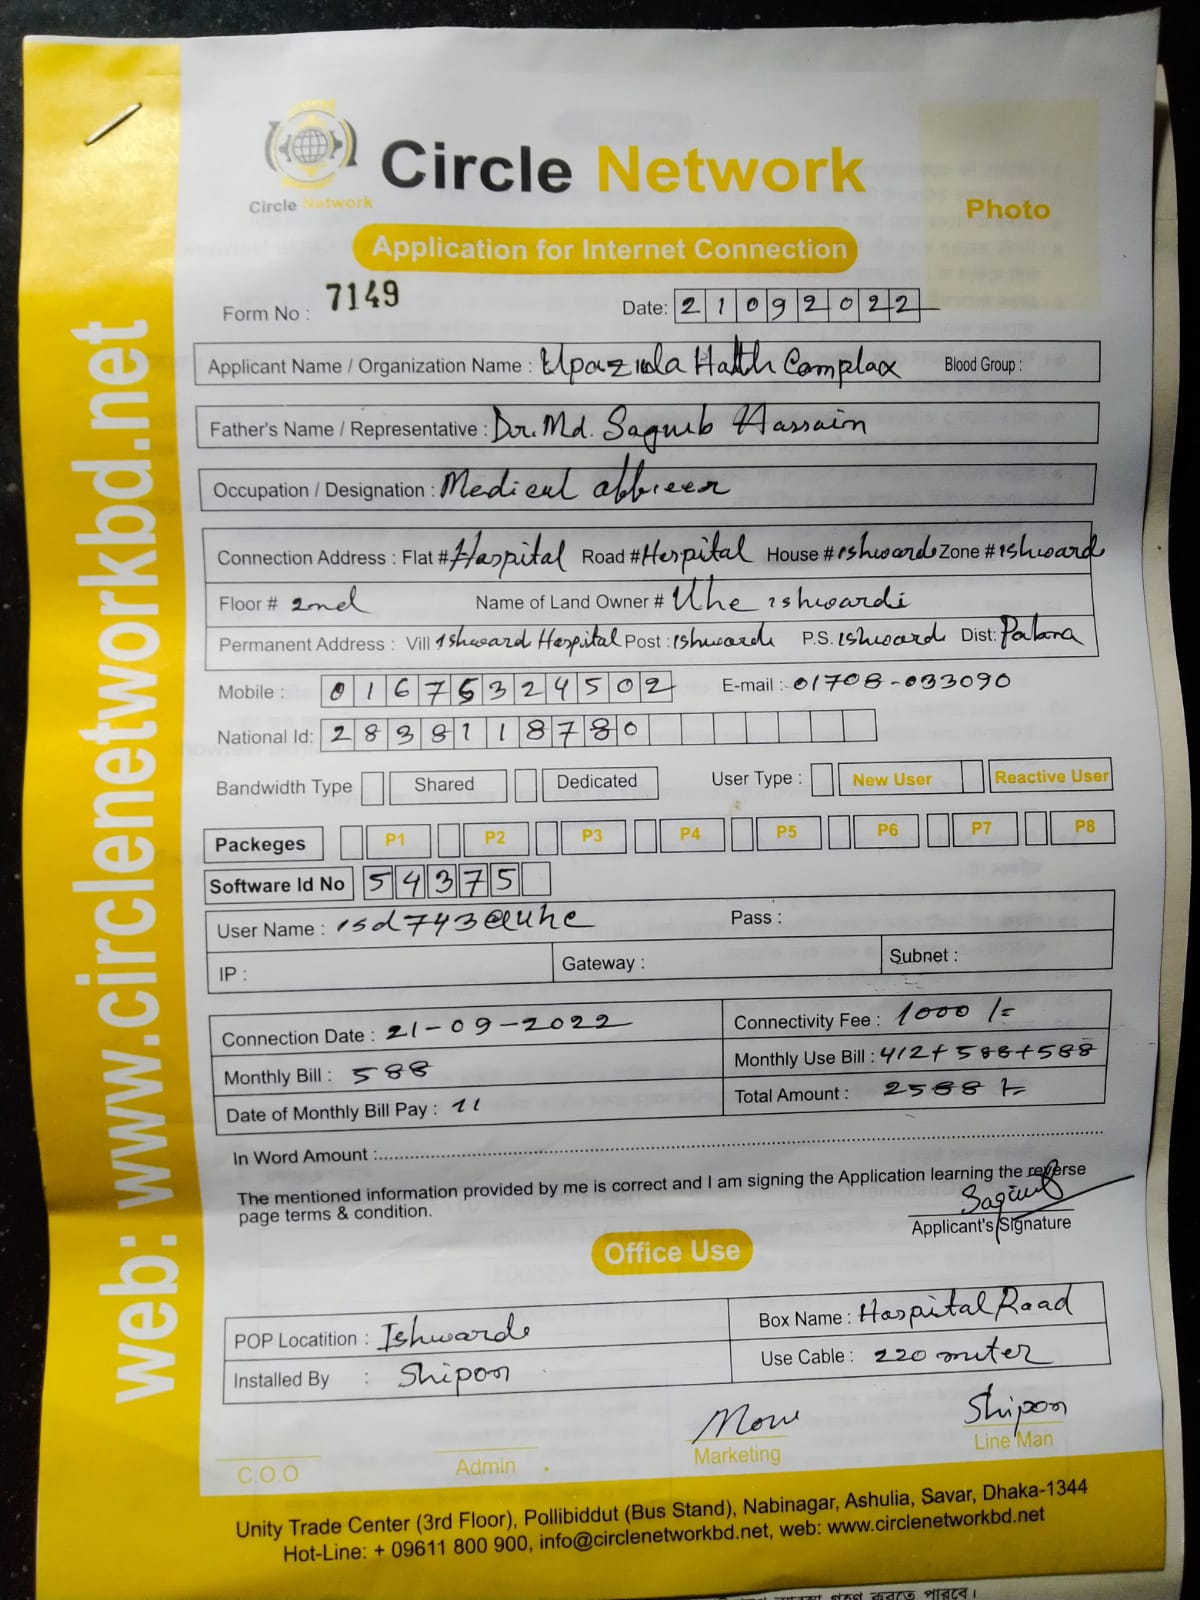 Circle Network
Circle Network
Photo
Application for Internet Connection
Form No : 7149
Date: 21092022
Applicant Name / Organization Name : Upazila Halth Complax Blood Group :
Father's Name / Representative : Dr. Md. Saguib Hassain
Occupation / Designation : Medical officer
Connection Address : Flat # Haspital Road # Hospital House # ishwardi Zone # ishwardi
Floor # 2nd Name of Land Owner # Uhc ishwardi
Permanent Address : Vill ishward Hospital Post : ishwardi P.S. ishward Dist: Pabna
Mobile : 01675324502 E-mail : 01708-033090
National Id: 2838118780
Bandwidth Type Shared Dedicated User Type : New User Reactive User
Packeges P1 P2 P3 P4 P5 P6 P7 P8
Software Id No 54375
User Name : isd743@uhc Pass :
IP : Gateway : Subnet :
Connection Date : 21-09-2022 Connectivity Fee : 1000/=
Monthly Bill : 588 Monthly Use Bill : 412+588+588
Date of Monthly Bill Pay : 11 Total Amount : 2588/=
In Word Amount :
The mentioned information provided by me is correct and I am signing the Application learning the reverse
page terms & condition.
Saguib
Applicant's Signature
Office Use
POP Locatition : Ishwardi Box Name : Haspital Road
Installed By : Shipon Use Cable : 220 miter
Shipon
C.O.O Admin Marketing Line Man
Unity Trade Center (3rd Floor), Pollibiddut (Bus Stand), Nabinagar, Ashulia, Savar, Dhaka-1344
Hot-Line: + 09611 800 900, info@circlenetworkbd.net, web: www.circlenetworkbd.net
web: www.circlenetworkbd.net
করতে পারবে।